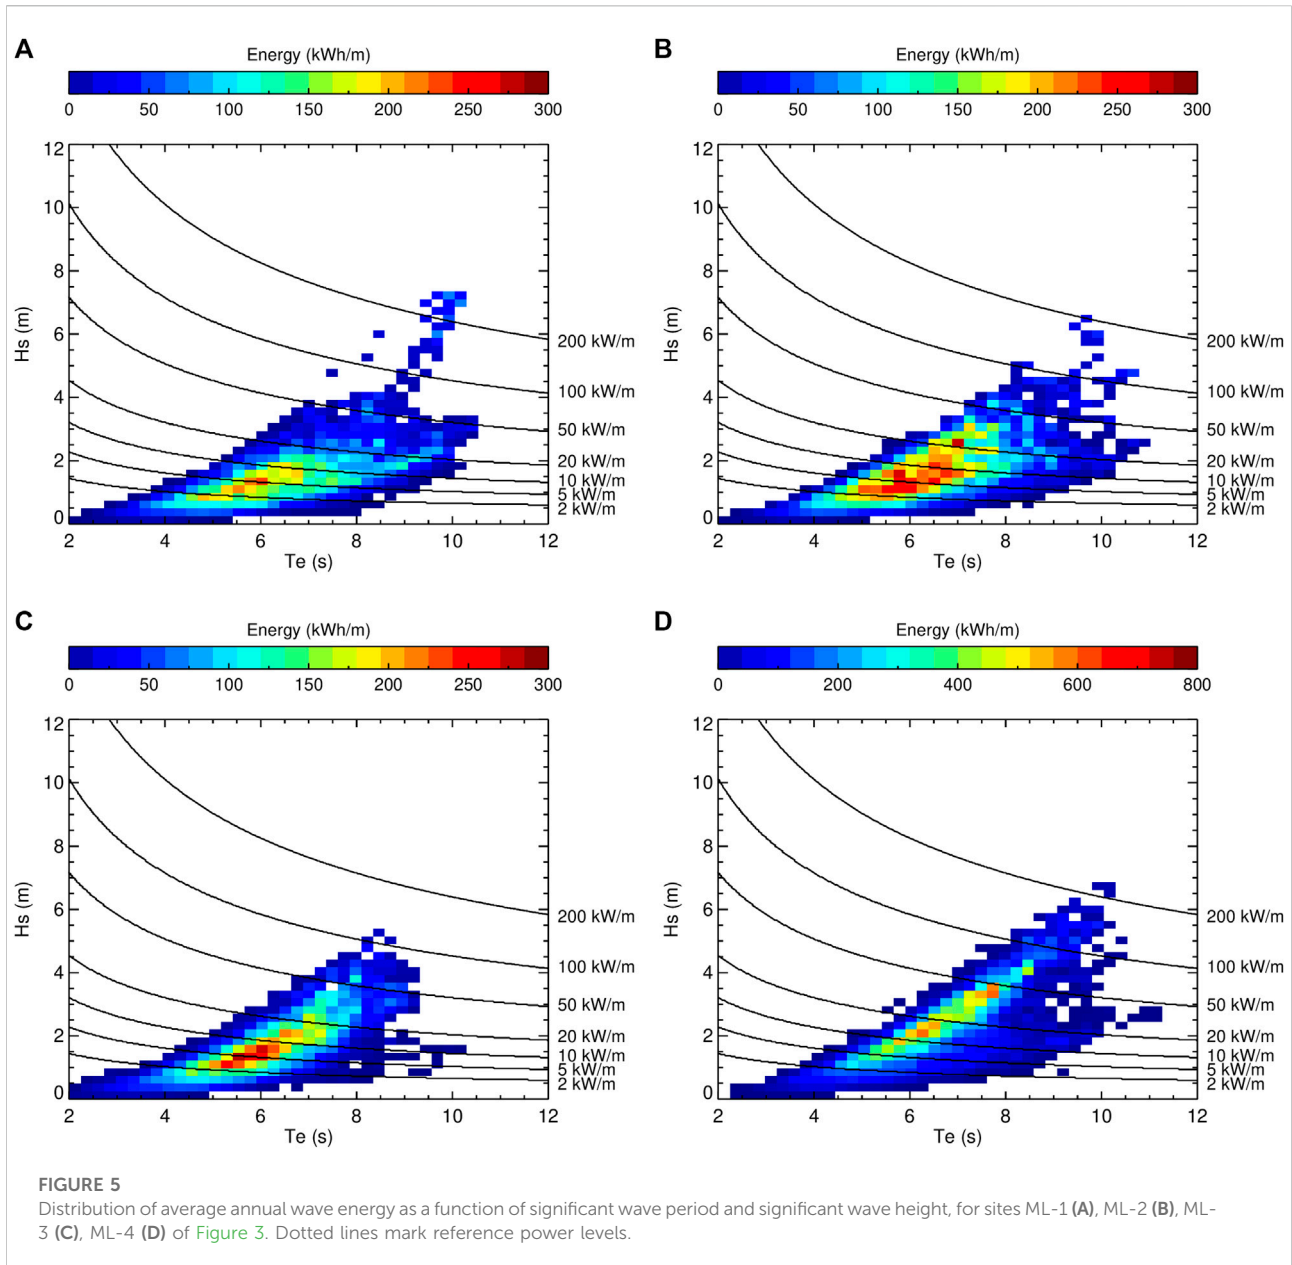 A
Energy (kWh/m)
0 50 100 150 200 250 300
12
10
8
6
4
2
0
Hs (m)
200 kW/m
100 kW/m
50 kW/m
20 kW/m
10 kW/m
5 kW/m
2 kW/m
2 4 6 8 10 12
Te (s)
B
Energy (kWh/m)
0 50 100 150 200 250 300
12
10
8
6
4
2
0
Hs (m)
200 kW/m
100 kW/m
50 kW/m
20 kW/m
10 kW/m
5 kW/m
2 kW/m
2 4 6 8 10 12
Te (s)
C
Energy (kWh/m)
0 50 100 150 200 250 300
12
10
8
6
4
2
0
Hs (m)
200 kW/m
100 kW/m
50 kW/m
20 kW/m
10 kW/m
5 kW/m
2 kW/m
2 4 6 8 10 12
Te (s)
D
Energy (kWh/m)
0 200 400 600 800
12
10
8
6
4
2
0
Hs (m)
200 kW/m
100 kW/m
50 kW/m
20 kW/m
10 kW/m
5 kW/m
2 kW/m
2 4 6 8 10 12
Te (s)
FIGURE 5
Distribution of average annual wave energy as a function of significant wave period and significant wave height, for sites ML-1 (A), ML-2 (B), ML-
3 (C), ML-4 (D) of Figure 3. Dotted lines mark reference power levels.